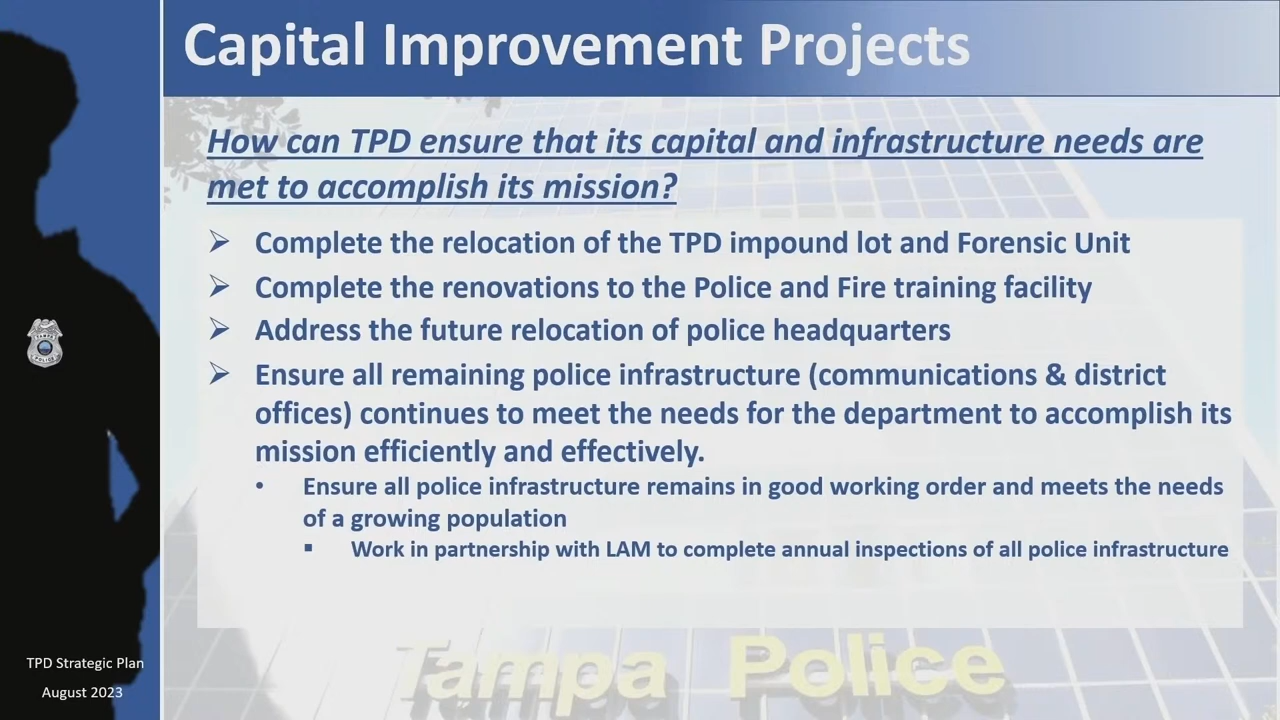 Capital Improvement Projects
How can TPD ensure that its capital and infrastructure needs are
met to accomplish its mission?
➢ Complete the relocation of the TPD impound lot and Forensic Unit
➢ Complete the renovations to the Police and Fire training facility
➢ Address the future relocation of police headquarters
➢ Ensure all remaining police infrastructure (communications & district
offices) continues to meet the needs for the department to accomplish its
mission efficiently and effectively.
• Ensure all police infrastructure remains in good working order and meets the needs
of a growing population
▪ Work in partnership with LAM to complete annual inspections of all police infrastructure
TAMPA
POLICE
Tampa Police
TPD Strategic Plan
August 2023